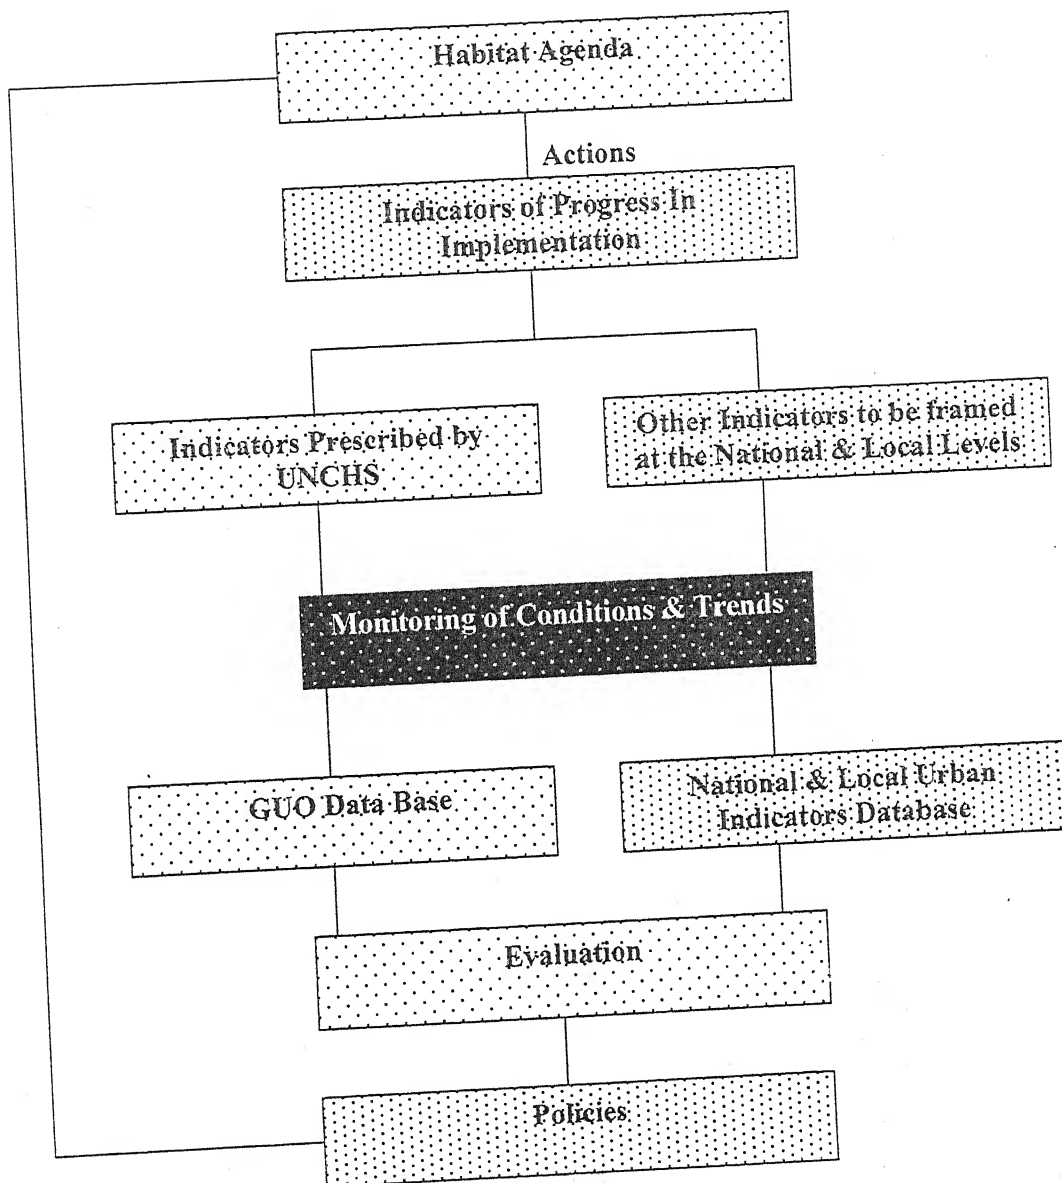 Habitat Agenda
Actions
Indicators of Progress In
Implementation
Indicators Prescribed by
UNCHS
Other Indicators to be framed
at the National & Local Levels
Monitoring of Conditions & Trends
GUO Data Base
National & Local Urban
Indicators Database
Evaluation
Policies